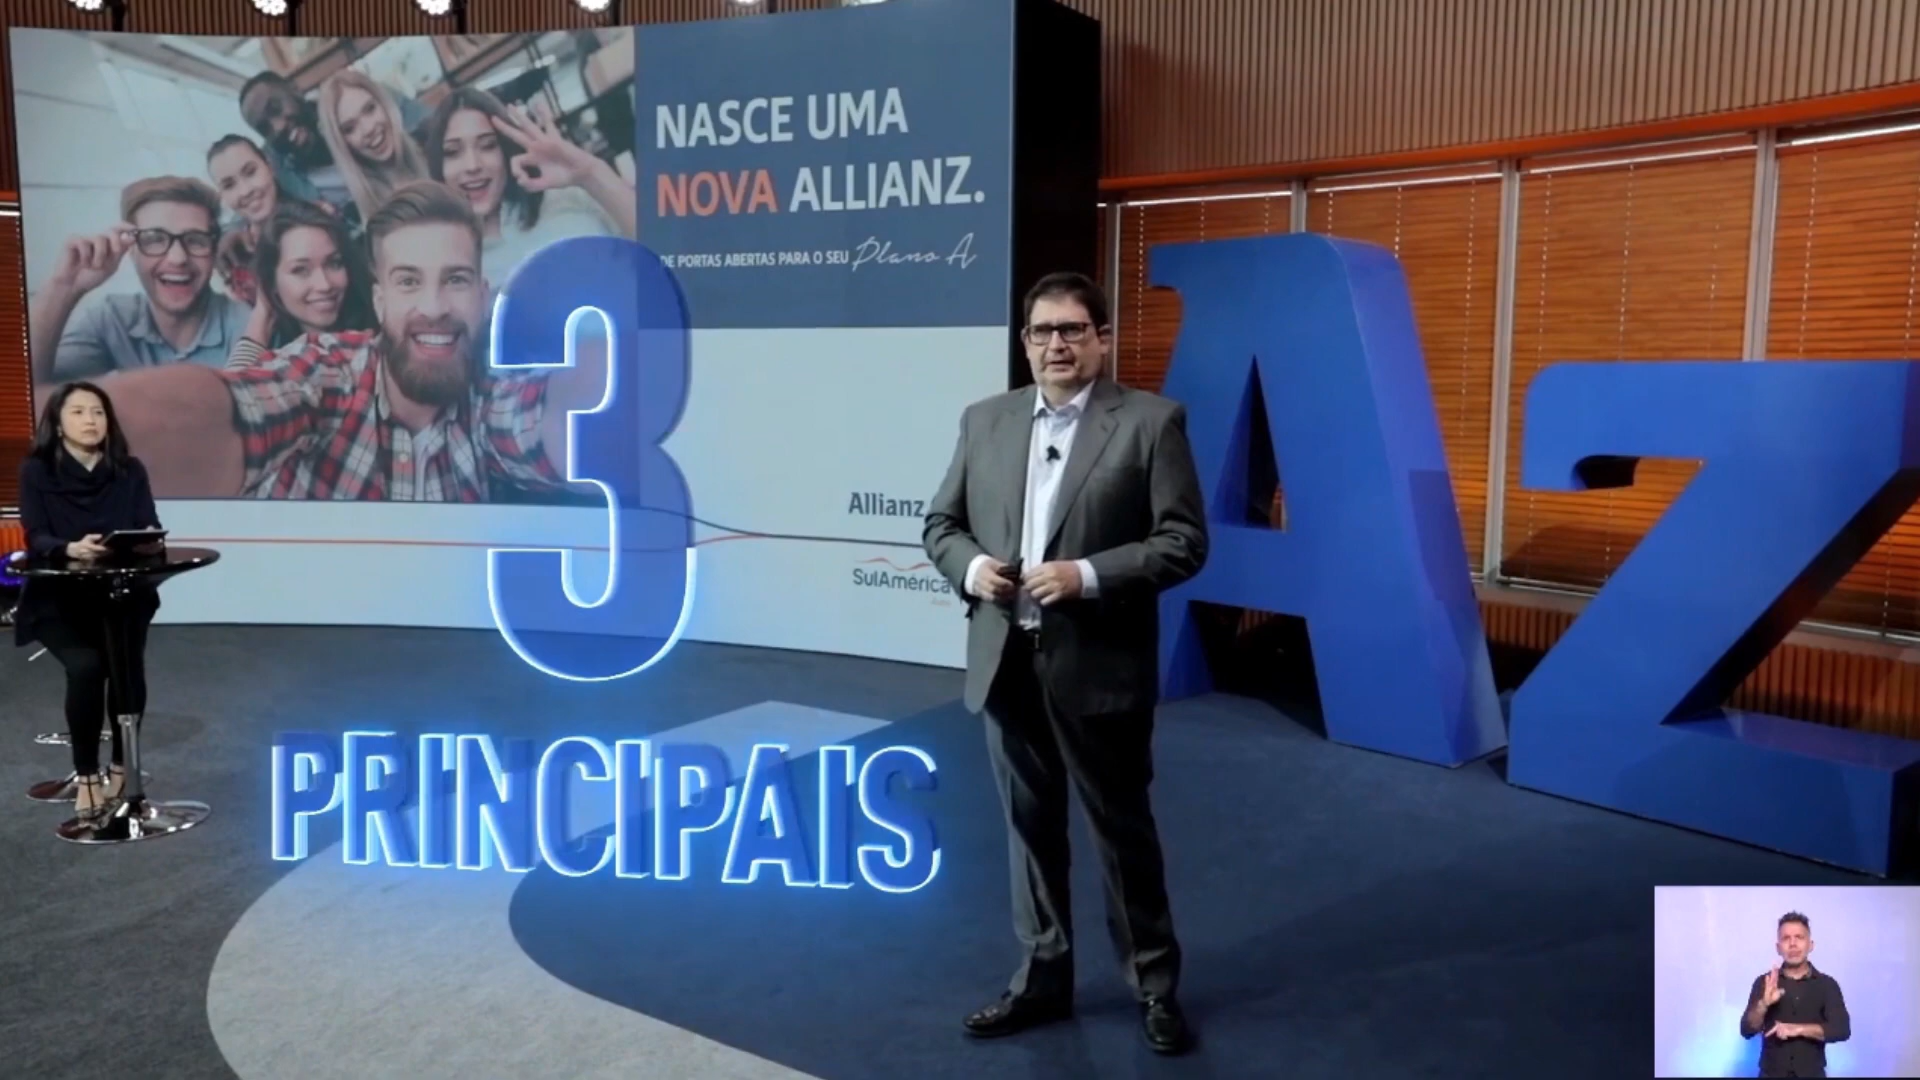 NASCE UMA
NOVA ALLIANZ.
DE PORTAS ABERTAS PARA O SEU Plano A
3
PRINCIPAIS
Allianz
SulAmérica
AZ